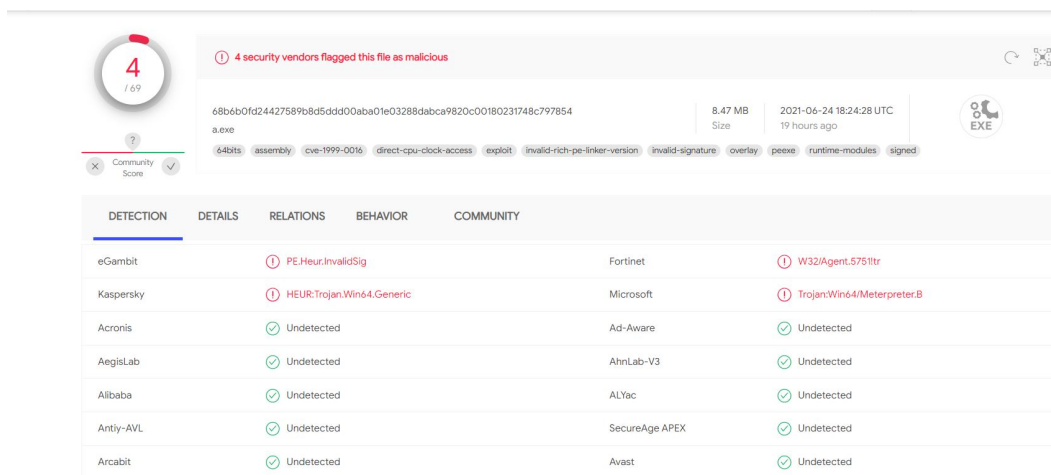 4
/ 69
?
Community
Score
4 security vendors flagged this file as malicious
68b6b0fd24427589b8d5ddd00aba01e03288dabca9820c00180231748c797854
a.exe
64bits assembly cve-1999-0016 direct-cpu-clock-access exploit invalid-rich-pe-linker-version invalid-signature overlay peexe runtime-modules signed
8.47 MB
Size
2021-06-24 18:24:28 UTC
19 hours ago
EXE
DETECTION DETAILS RELATIONS BEHAVIOR COMMUNITY
eGambit PE.Heur.InvalidSig Fortinet W32/Agent.5751!tr
Kaspersky HEUR:Trojan.Win64.Generic Microsoft Trojan:Win64/Meterpreter.B
Acronis Undetected Ad-Aware Undetected
AegisLab Undetected AhnLab-V3 Undetected
Alibaba Undetected ALYac Undetected
Antiy-AVL Undetected SecureAge APEX Undetected
Arcabit Undetected Avast Undetected